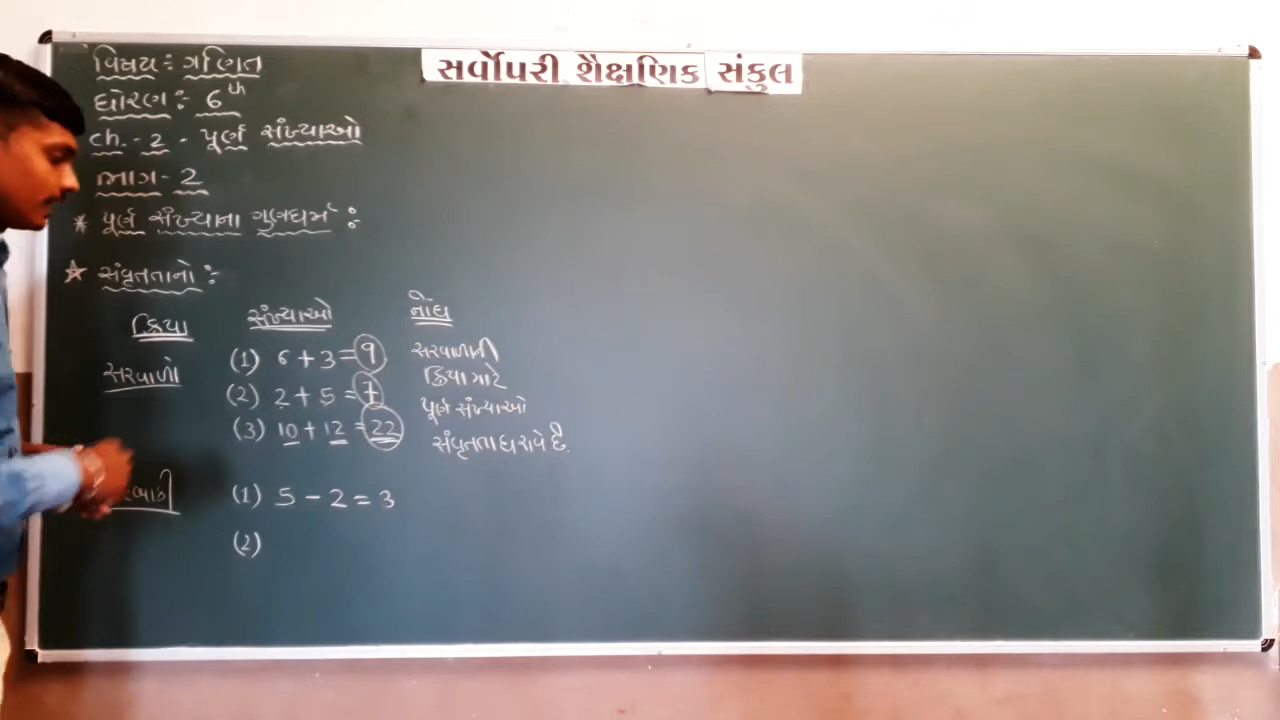 સર્વોપરી શૈક્ષણિક સંકુલ
વિષય : ગણિત
ધોરણ : 6th
ch. - 2 - પૂર્ણ સંખ્યાઓ
ભાગ - 2
* પૂર્ણ સંખ્યાના ગુણધર્મ :
☆ સંવૃતતાનો :
ક્રિયા સંખ્યાઓ નોંધ
સરવાળો
(1) 6 + 3 = 9
(2) 2 + 5 = 7
(3) 10 + 12 = 22
સરવાળાની
ક્રિયા માટે
પૂર્ણ સંખ્યાઓ
સંવૃતતા ધરાવે છે.
(1) 5 - 2 = 3
(2)